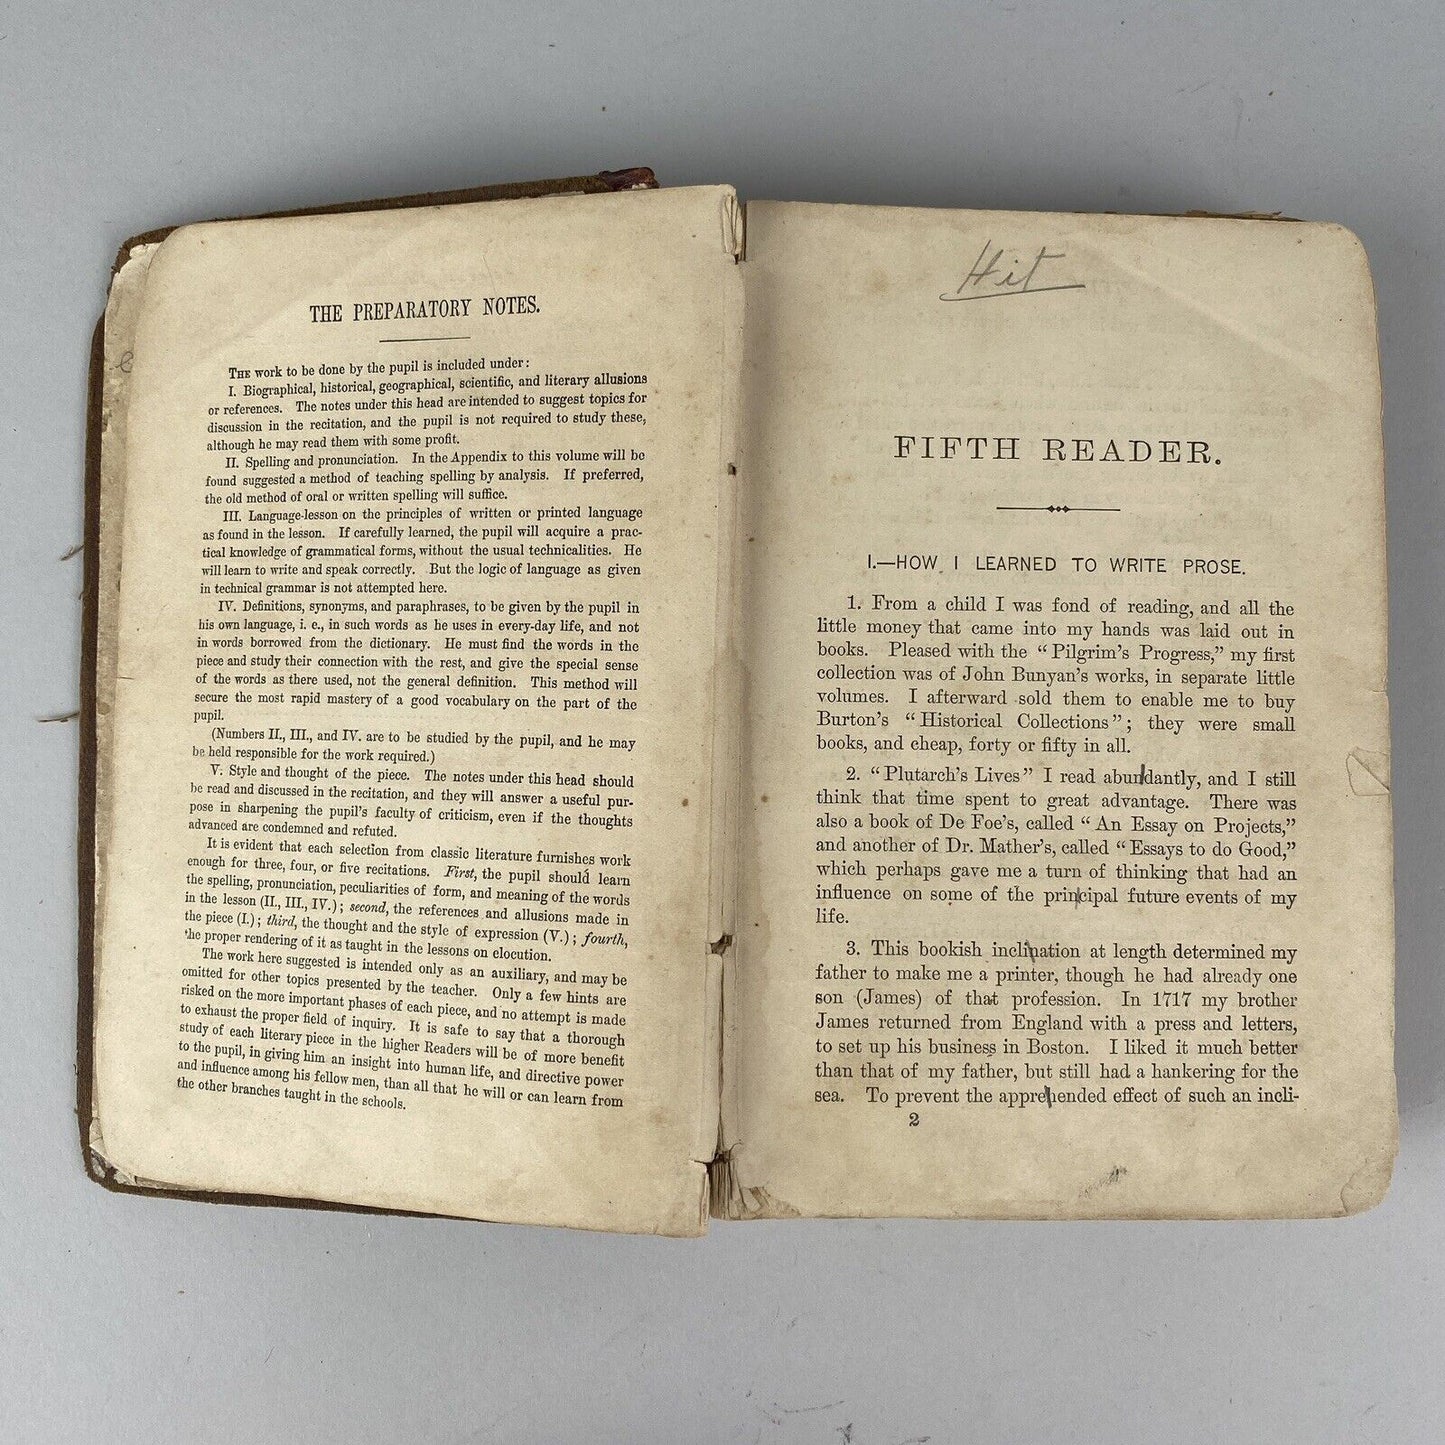 THE PREPARATORY NOTES.
THE work to be done by the pupil is included under:
I. Biographical, historical, geographical, scientific, and literary allusions
or references. The notes under this head are intended to suggest topics for
discussion in the recitation, and the pupil is not required to study these,
although he may read them with some profit.
II. Spelling and pronunciation. In the Appendix to this volume will be
found suggested a method of teaching spelling by analysis. If preferred,
the old method of oral or written spelling will suffice.
III. Language-lesson on the principles of written or printed language
as found in the lesson. If carefully learned, the pupil will acquire a prac-
tical knowledge of grammatical forms, without the usual technicalities. He
will learn to write and speak correctly. But the logic of language as given
in technical grammar is not attempted here.
IV. Definitions, synonyms, and paraphrases, to be given by the pupil in
his own language, i. e., in such words as he uses in every-day life, and not
in words borrowed from the dictionary. He must find the words in the
piece and study their connection with the rest, and give the special sense
of the words as there used, not the general definition. This method will
secure the most rapid mastery of a good vocabulary on the part of the
pupil.
(Numbers II., III., and IV. are to be studied by the pupil, and he may
be held responsible for the work required.)
V. Style and thought of the piece. The notes under this head should
be read and discussed in the recitation, and they will answer a useful pur-
pose in sharpening the pupil's faculty of criticism, even if the thoughts
advanced are condemned and refuted.
It is evident that each selection from classic literature furnishes work
enough for three, four, or five recitations. First, the pupil should learn
the spelling, pronunciation, peculiarities of form, and meaning of the words
in the lesson (II., III., IV.); second, the references and allusions made in
the piece (I.); third, the thought and the style of expression (V.); fourth,
the proper rendering of it as taught in the lessons on elocution.
The work here suggested is intended only as an auxiliary, and may be
omitted for other topics presented by the teacher. Only a few hints are
risked on the more important phases of each piece, and no attempt is made
to exhaust the proper field of inquiry. It is safe to say that a thorough
study of each literary piece in the higher Readers will be of more benefit
to the pupil, in giving him an insight into human life, and directive power
and influence among his fellow men, than all that he will or can learn from
the other branches taught in the schools.
Hit
FIFTH READER.
I.—HOW I LEARNED TO WRITE PROSE.
1. From a child I was fond of reading, and all the
little money that came into my hands was laid out in
books. Pleased with the "Pilgrim's Progress," my first
collection was of John Bunyan's works, in separate little
volumes. I afterward sold them to enable me to buy
Burton's "Historical Collections"; they were small
books, and cheap, forty or fifty in all.
2. "Plutarch's Lives" I read abundantly, and I still
think that time spent to great advantage. There was
also a book of De Foe's, called "An Essay on Projects,"
and another of Dr. Mather's, called "Essays to do Good,"
which perhaps gave me a turn of thinking that had an
influence on some of the principal future events of my
life.
3. This bookish inclination at length determined my
father to make me a printer, though he had already one
son (James) of that profession. In 1717 my brother
James returned from England with a press and letters,
to set up his business in Boston. I liked it much better
than that of my father, but still had a hankering for the
sea. To prevent the apprehended effect of such an incli-
2